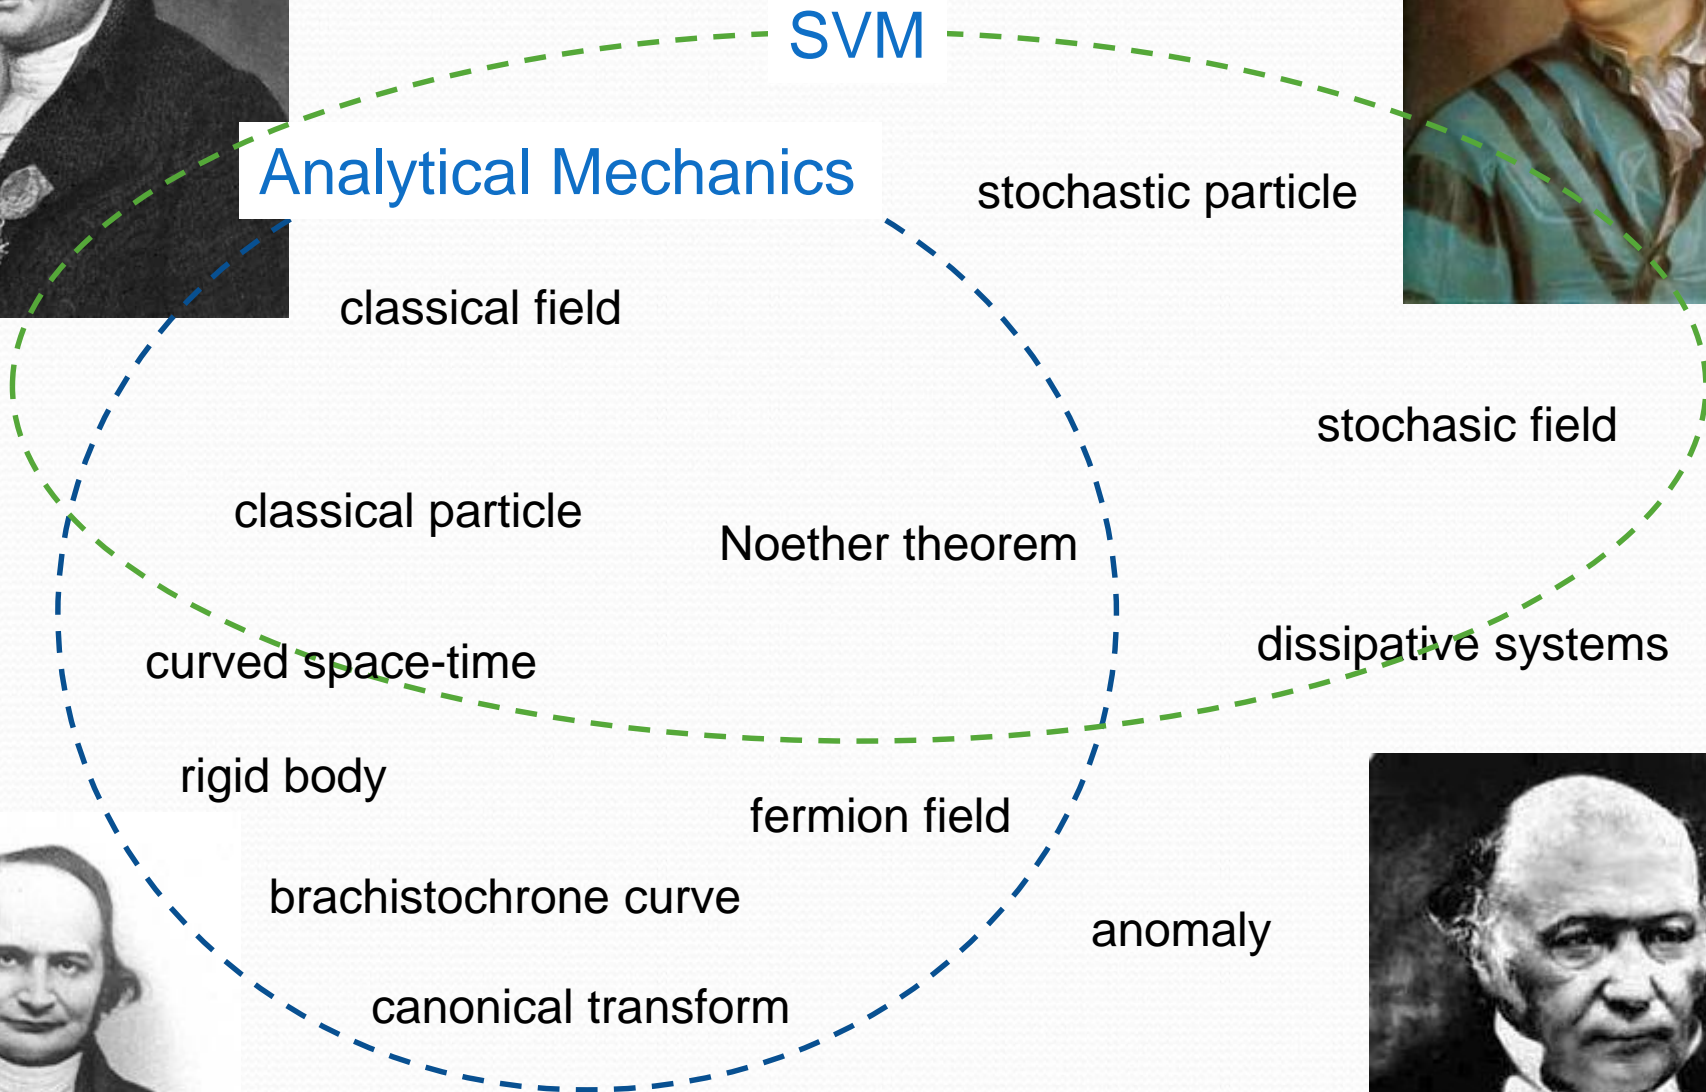 SVM
Analytical Mechanics
stochastic particle
classical field
stochasic field
classical particle
Noether theorem
curved space-time
dissipative systems
rigid body
fermion field
brachistochrone curve
anomaly
canonical transform